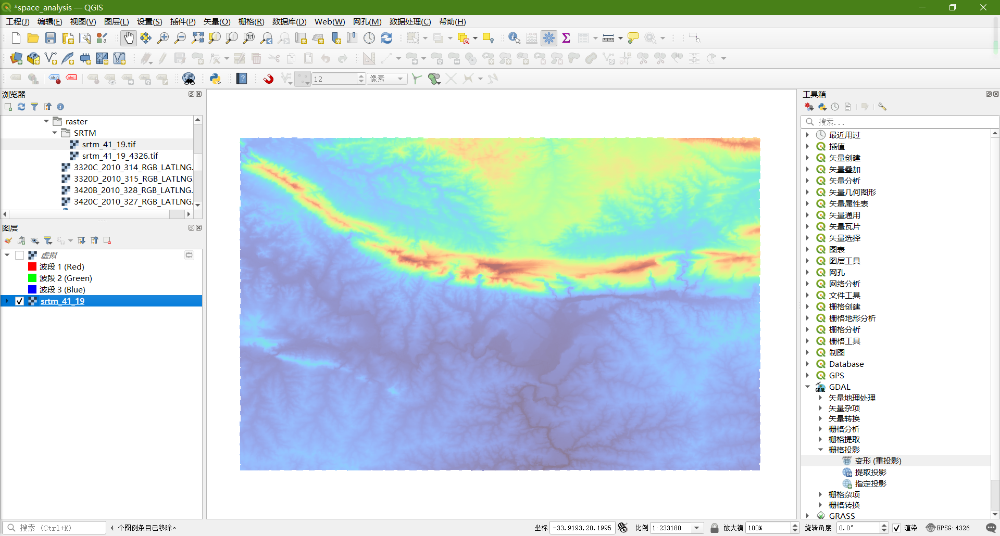 *space_analysis — QGIS
工程(J) 编辑(E) 视图(V) 图层(L) 设置(S) 插件(P) 矢量(O) 栅格(R) 数据库(D) Web(W) 网孔(M) 数据处理(C) 帮助(H)
12 像素
浏览器
raster
SRTM
srtm_41_19.tif
srtm_41_19_4326.tif
3320C_2010_314_RGB_LATLNG.
3320D_2010_315_RGB_LATLNG.
3420B_2010_328_RGB_LATLNG.
3420C_2010_327_RGB_LATLNG.
图层
虚拟
波段 1 (Red)
波段 2 (Green)
波段 3 (Blue)
srtm_41_19
工具箱
搜索...
最近用过
插值
矢量创建
矢量叠加
矢量分析
矢量几何图形
矢量属性表
矢量通用
矢量瓦片
矢量选择
图表
图层工具
网孔
网络分析
文件工具
栅格创建
栅格地形分析
栅格分析
栅格工具
制图
Database
GPS
GDAL
矢量地理处理
矢量杂项
矢量转换
栅格分析
栅格提取
栅格投影
变形 (重投影)
提取投影
指定投影
栅格杂项
栅格转换
GRASS
搜索 (Ctrl+K) 4 个图例条目已移除。 坐标 -33.9193,20.1995 比例 1:233180 放大镜 100% 旋转角度 0.0° 渲染 EPSG:4326